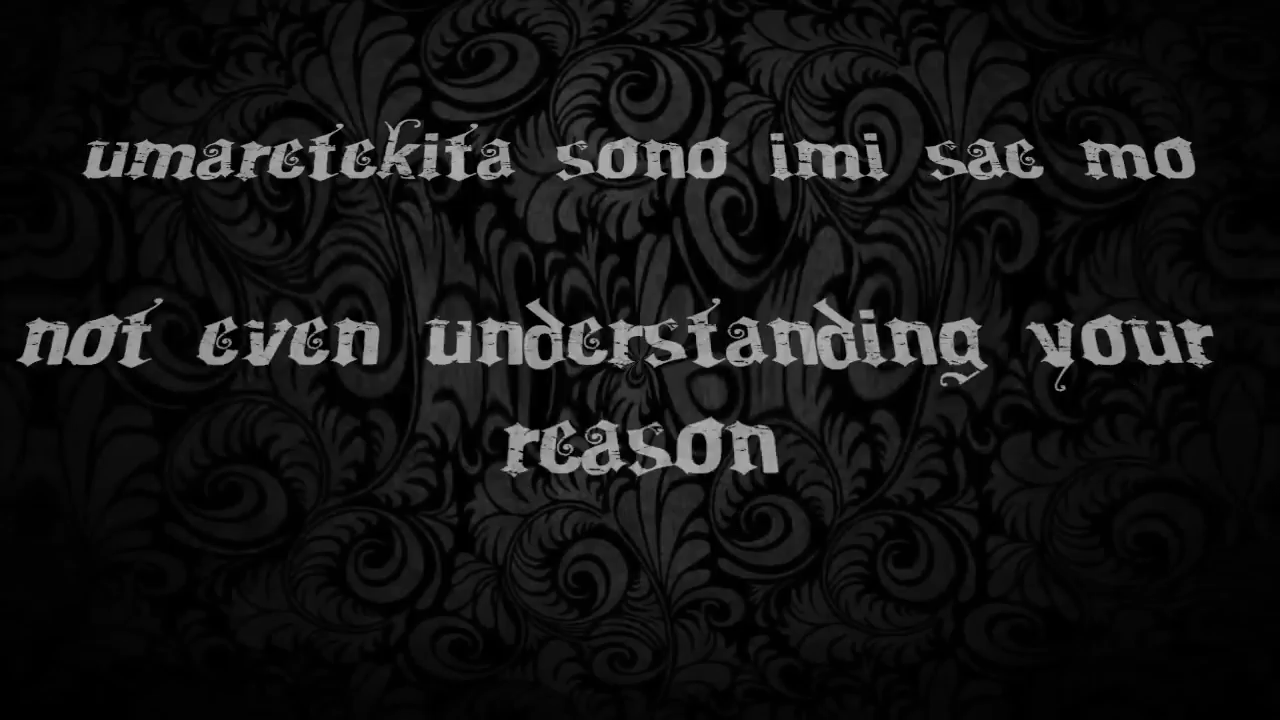 umaretekita sono imi sae mo
not even understanding your
reason